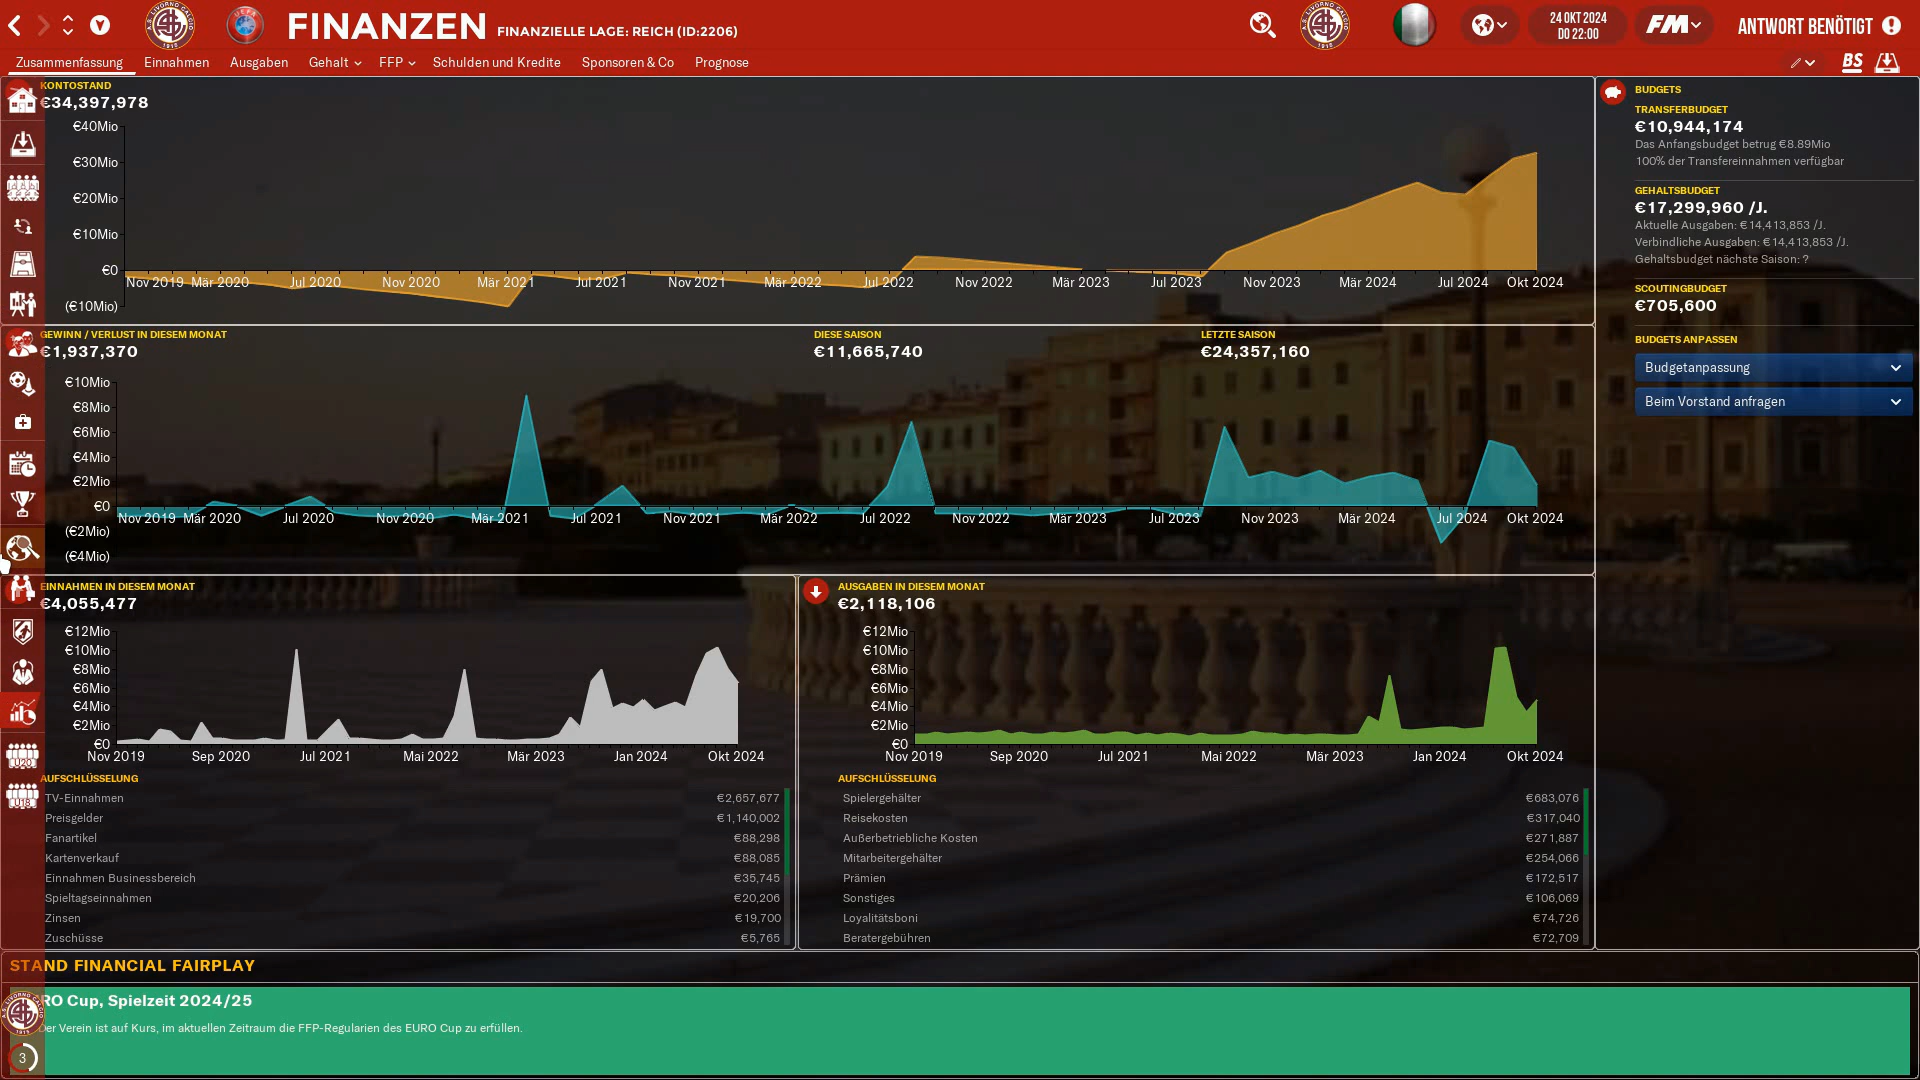 FINANZEN
FINANZIELLE LAGE: REICH (ID:2206)
24 OKT 2024
DO 22:00
FM
ANTWORT BENÖTIGT
Zusammenfassung
Einnahmen
Ausgaben
Gehalt
FFP
Schulden und Kredite
Sponsoren & Co
Prognose
BS
KONTOSTAND
€34,397,978
€40Mio
€30Mio
€20Mio
€10Mio
€0
(€10Mio)
Nov 2019 Mär 2020 Jul 2020 Nov 2020 Mär 2021 Jul 2021 Nov 2021 Mär 2022 Jul 2022 Nov 2022 Mär 2023 Jul 2023 Nov 2023 Mär 2024 Jul 2024 Okt 2024
GEWINN / VERLUST IN DIESEM MONAT
€1,937,370
DIESE SAISON
€11,665,740
LETZTE SAISON
€24,357,160
€10Mio
€8Mio
€6Mio
€4Mio
€2Mio
€0
(€2Mio)
(€4Mio)
Nov 2019 Mär 2020 Jul 2020 Nov 2020 Mär 2021 Jul 2021 Nov 2021 Mär 2022 Jul 2022 Nov 2022 Mär 2023 Jul 2023 Nov 2023 Mär 2024 Jul 2024 Okt 2024
EINNAHMEN IN DIESEM MONAT
€4,055,477
€12Mio
€10Mio
€8Mio
€6Mio
€4Mio
€2Mio
€0
Nov 2019 Sep 2020 Jul 2021 Mai 2022 Mär 2023 Jan 2024 Okt 2024
AUFSCHLÜSSELUNG
TV-Einnahmen €2,657,677
Preisgelder €1,140,002
Fanartikel €88,298
Kartenverkauf €88,085
Einnahmen Businessbereich €35,745
Spieltagseinnahmen €20,206
Zinsen €19,700
Zuschüsse €5,765
AUSGABEN IN DIESEM MONAT
€2,118,106
€12Mio
€10Mio
€8Mio
€6Mio
€4Mio
€2Mio
€0
Nov 2019 Sep 2020 Jul 2021 Mai 2022 Mär 2023 Jan 2024 Okt 2024
AUFSCHLÜSSELUNG
Spielergehälter €683,076
Reisekosten €317,040
Außerbetriebliche Kosten €271,887
Mitarbeitergehälter €254,066
Prämien €172,517
Sonstiges €106,069
Loyalitätsboni €74,726
Beratergebühren €72,709
BUDGETS
TRANSFERBUDGET
€10,944,174
Das Anfangsbudget betrug €8.89Mio
100% der Transfereinnahmen verfügbar
GEHALTSBUDGET
€17,299,960 /J.
Aktuelle Ausgaben: €14,413,853 /J.
Verbindliche Ausgaben: €14,413,853 /J.
Gehaltsbudget nächste Saison: ?
SCOUTINGBUDGET
€705,600
BUDGETS ANPASSEN
Budgetanpassung
Beim Vorstand anfragen
U20
U18
STAND FINANCIAL FAIRPLAY
RO Cup, Spielzeit 2024/25
Der Verein ist auf Kurs, im aktuellen Zeitraum die FFP-Regularien des EURO Cup zu erfüllen.
3